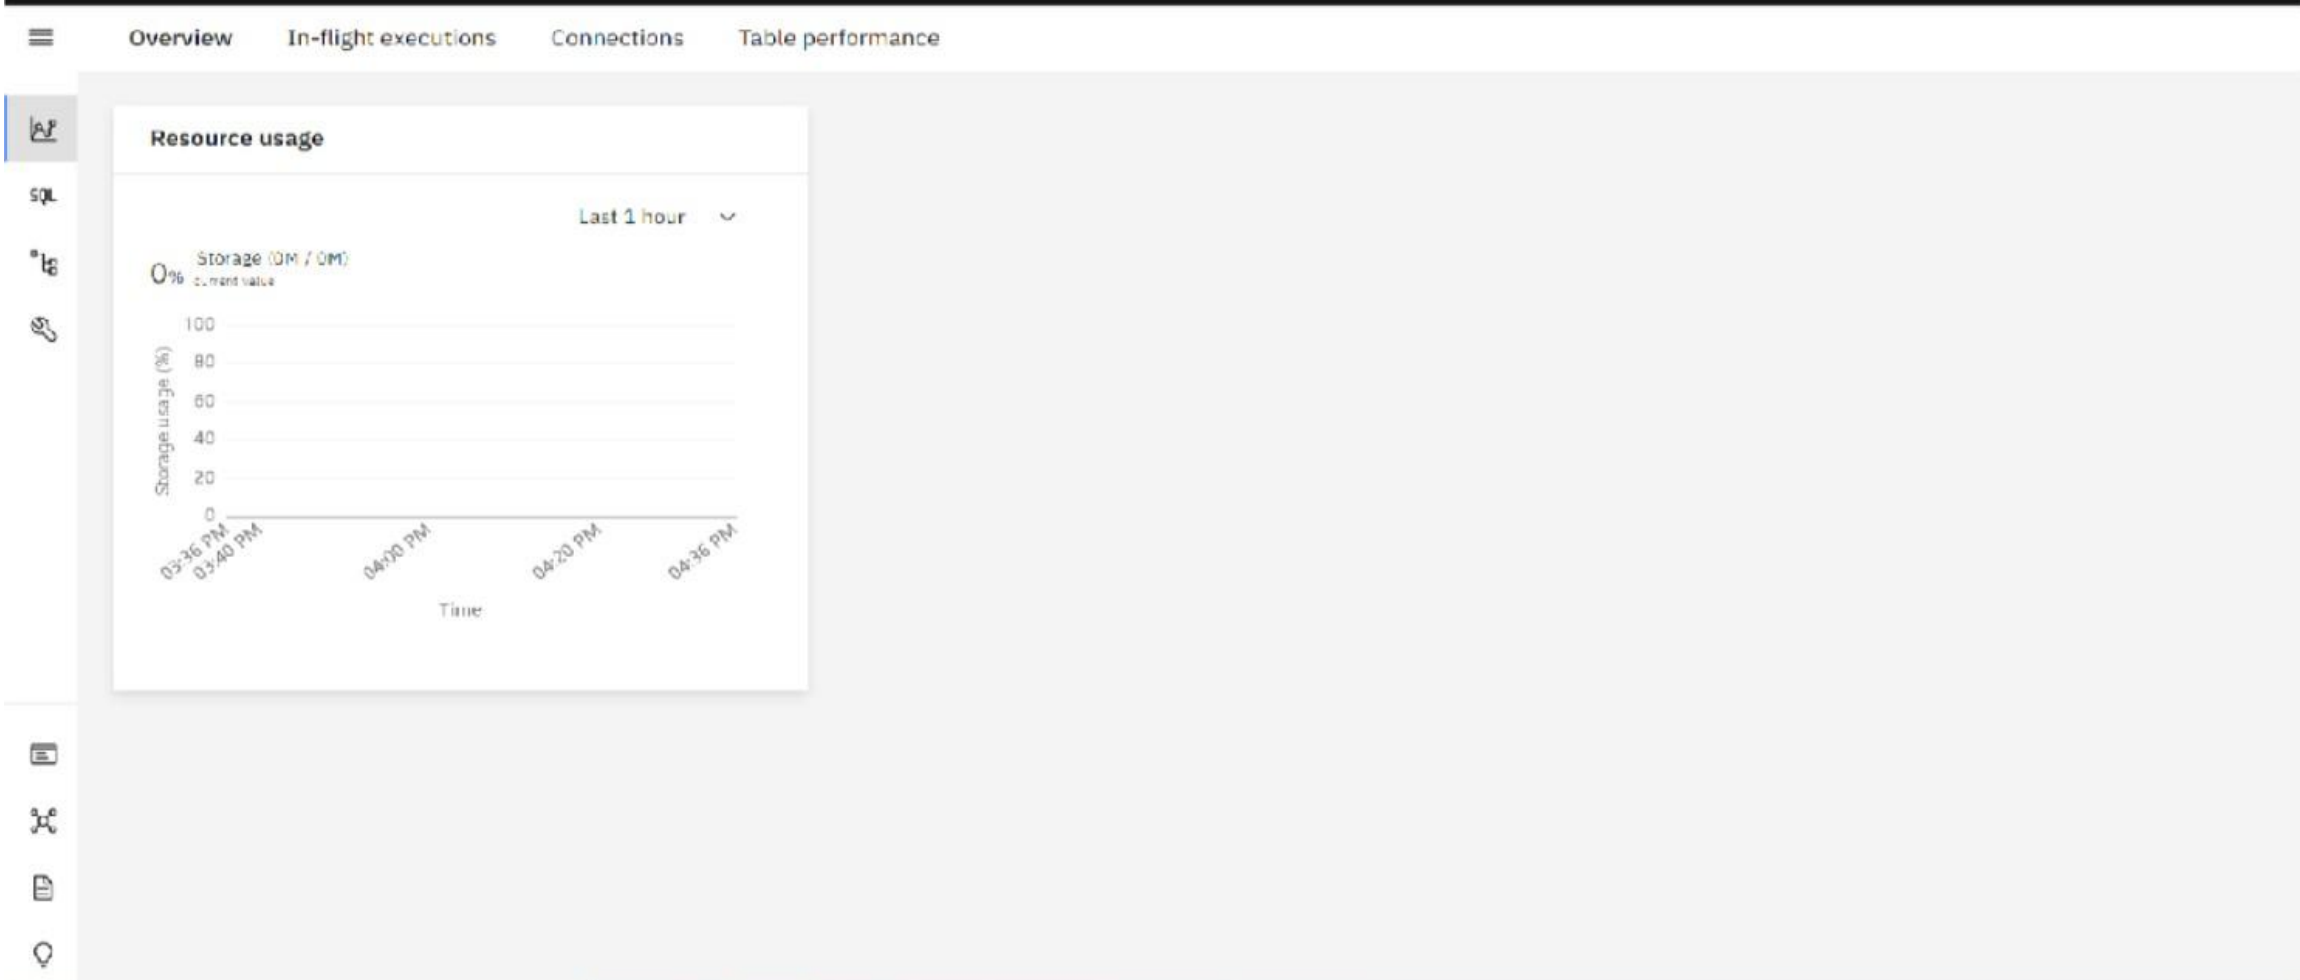 Overview In-flight executions Connections Table performance
Resource usage
SQL
Last 1 hour
Storage (0M / 0M)
0% current value
100
80
60
40
20
0
Storage usage (%)
03:36 PM 03:40 PM 04:00 PM 04:20 PM 04:36 PM
Time